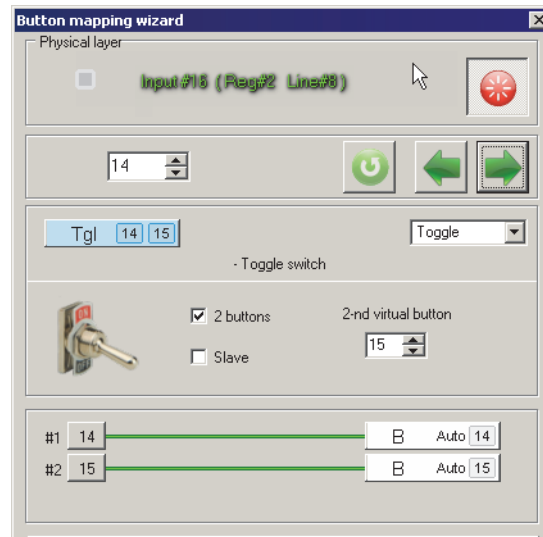 Button mapping wizard
Physical layer
Input#16 (Reg#2 Line#8)
14
Tgl 14 15
Toggle
- Toggle switch
2 buttons
2-nd virtual button
15
Slave
#1 14 B Auto 14
#2 15 B Auto 15